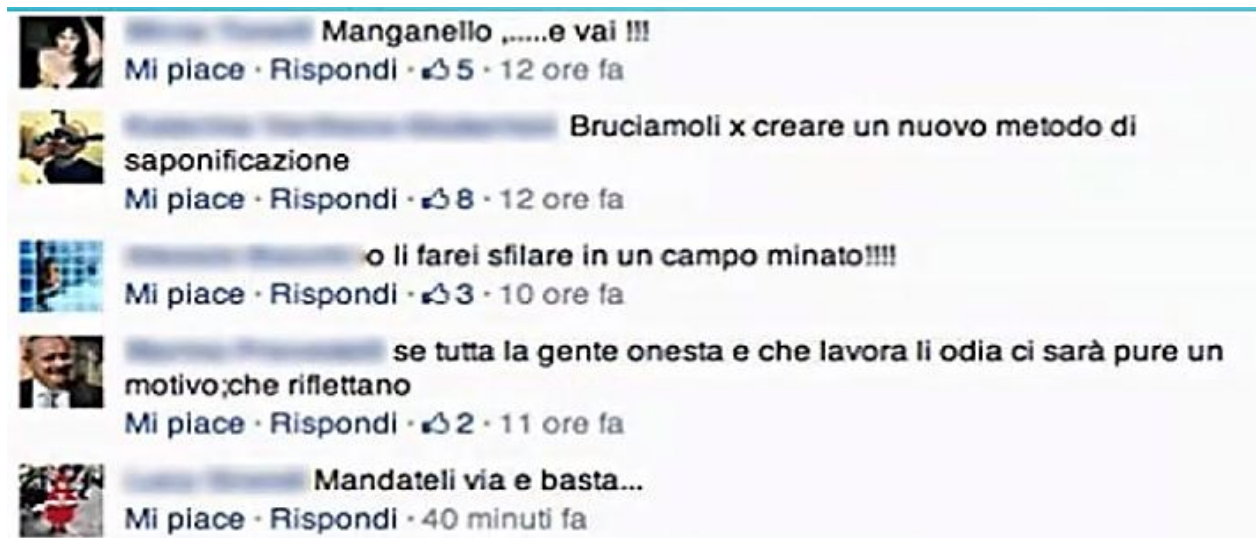 Manganello ,.....e vai !!!
Mi piace · Rispondi · 5 · 12 ore fa
Bruciamoli x creare un nuovo metodo di
saponificazione
Mi piace · Rispondi · 8 · 12 ore fa
o li farei sfilare in un campo minato!!!!
Mi piace · Rispondi · 3 · 10 ore fa
se tutta la gente onesta e che lavora li odia ci sarà pure un
motivo;che riflettano
Mi piace · Rispondi · 2 · 11 ore fa
Mandateli via e basta...
Mi piace · Rispondi · 40 minuti fa